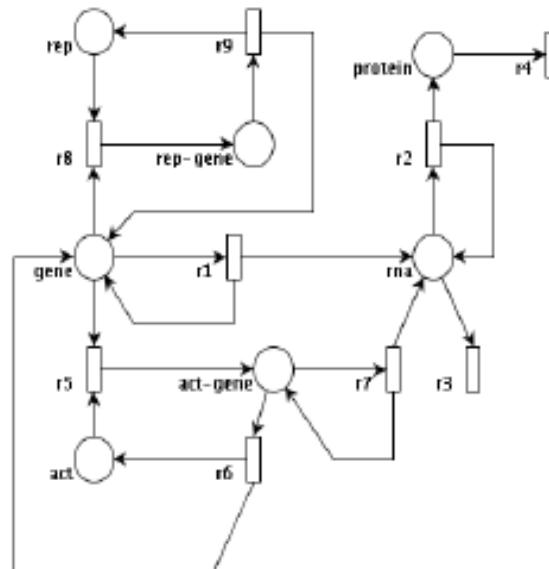 rep
r9
protein
r4
r8
rep-gene
r2
gene
r1
rna
r5
act-gene
r7
r3
act
r6